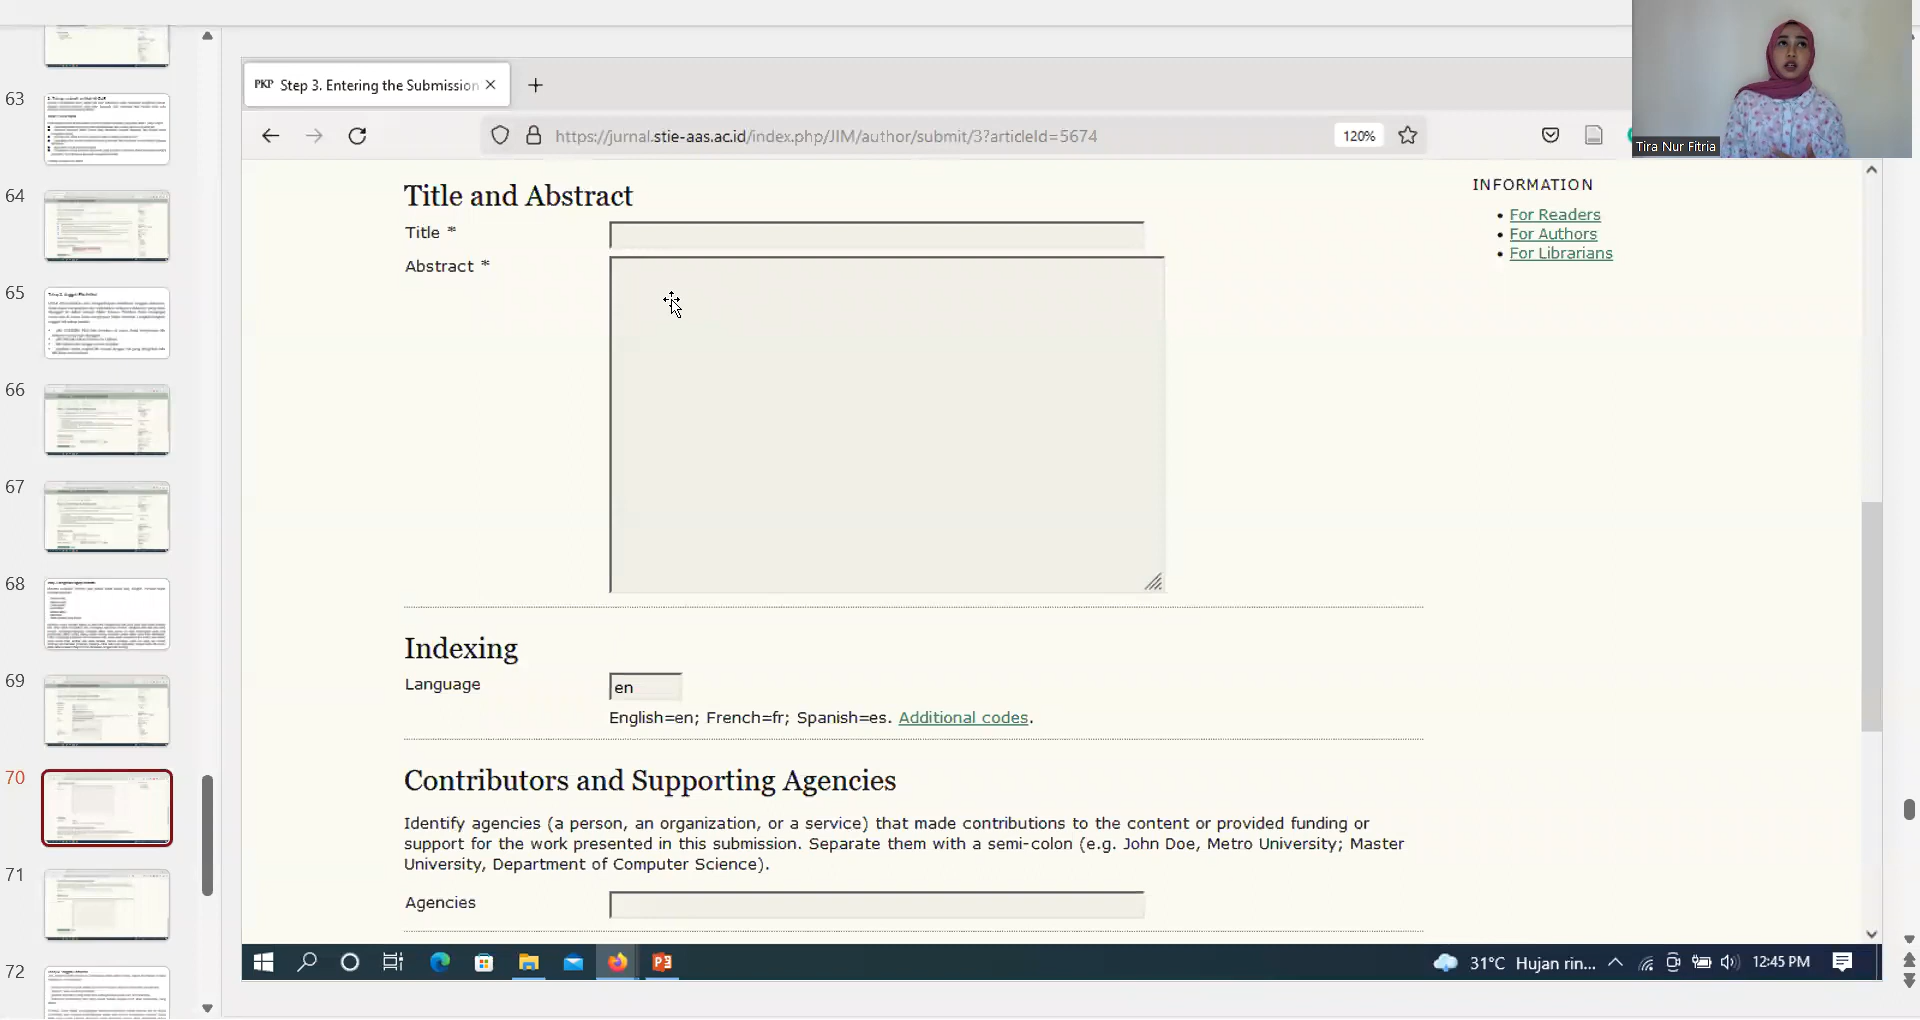 63
64
65
66
67
68
69
70
71
72
PKP Step 3. Entering the Submission
https://jurnal.stie-aas.ac.id/index.php/JIM/author/submit/3?articleId=5674
120%
Tira Nur Fitria
Title and Abstract
Title *
Abstract *
INFORMATION
• For Readers
• For Authors
• For Librarians
Indexing
Language
en
English=en; French=fr; Spanish=es. Additional codes.
Contributors and Supporting Agencies
Identify agencies (a person, an organization, or a service) that made contributions to the content or provided funding or
support for the work presented in this submission. Separate them with a semi-colon (e.g. John Doe, Metro University; Master
University, Department of Computer Science).
Agencies
31°C Hujan rin...
12:45 PM